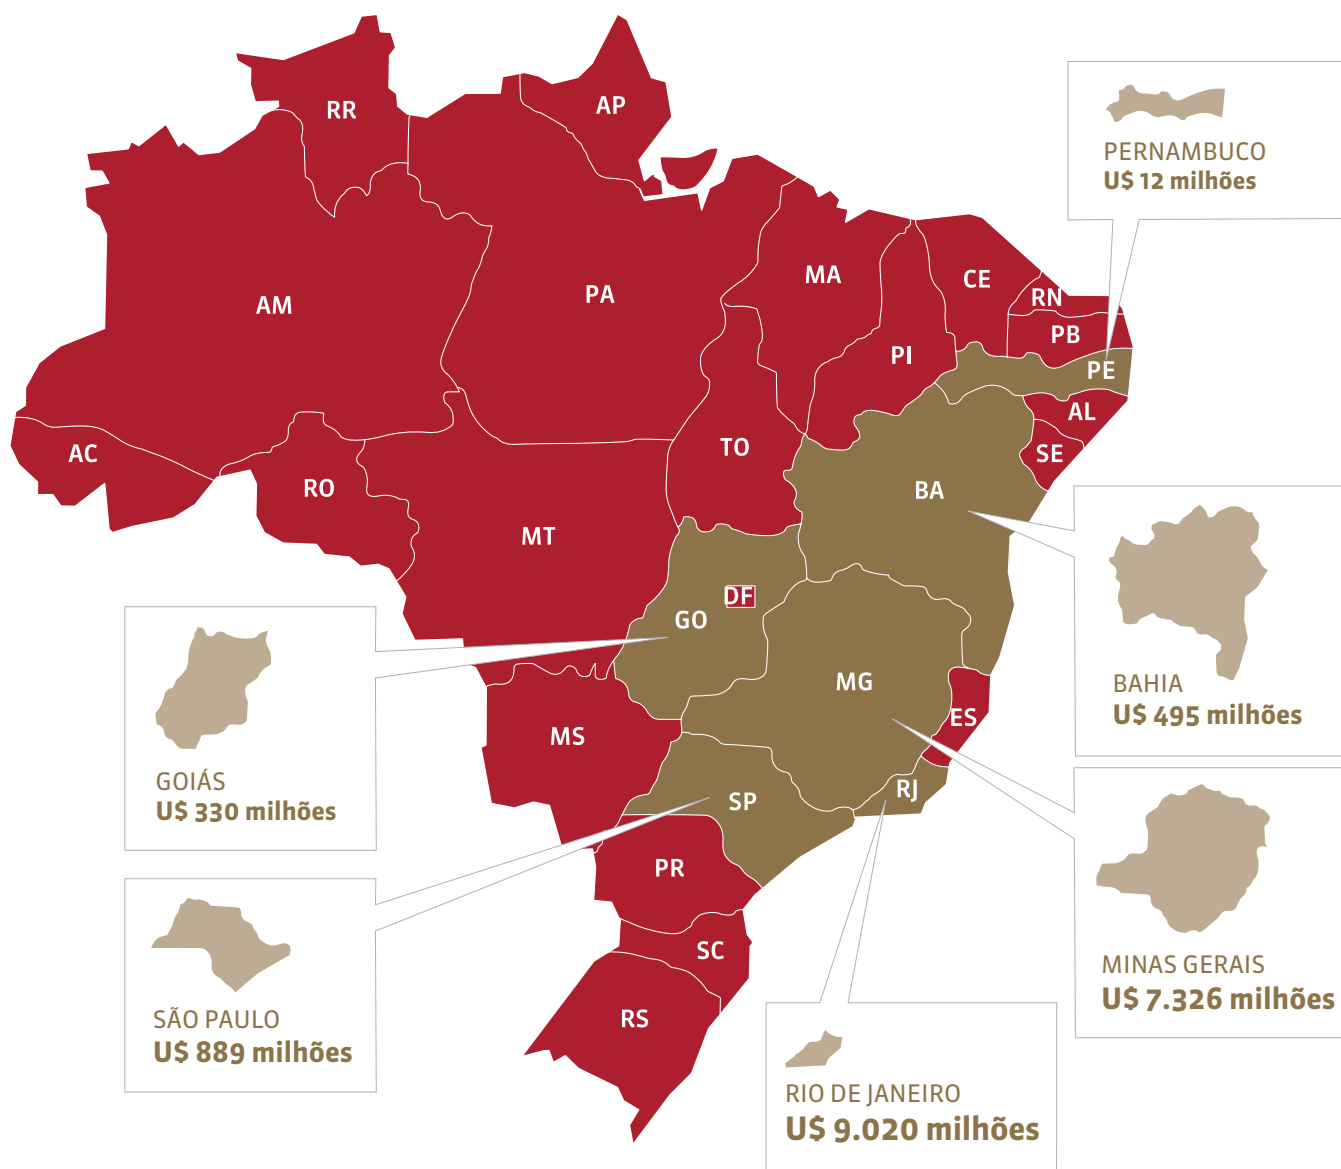 RR
AP
PERNAMBUCO
U$ 12 milhões
AM
PA
MA
CE
RN
PB
PI
PE
AL
AC
TO
SE
RO
BA
MT
DF
GO
MG
BAHIA
U$ 495 milhões
ES
MS
GOIÁS
U$ 330 milhões
SP
RJ
PR
SC
MINAS GERAIS
U$ 7.326 milhões
SÃO PAULO
U$ 889 milhões
RS
RIO DE JANEIRO
U$ 9.020 milhões